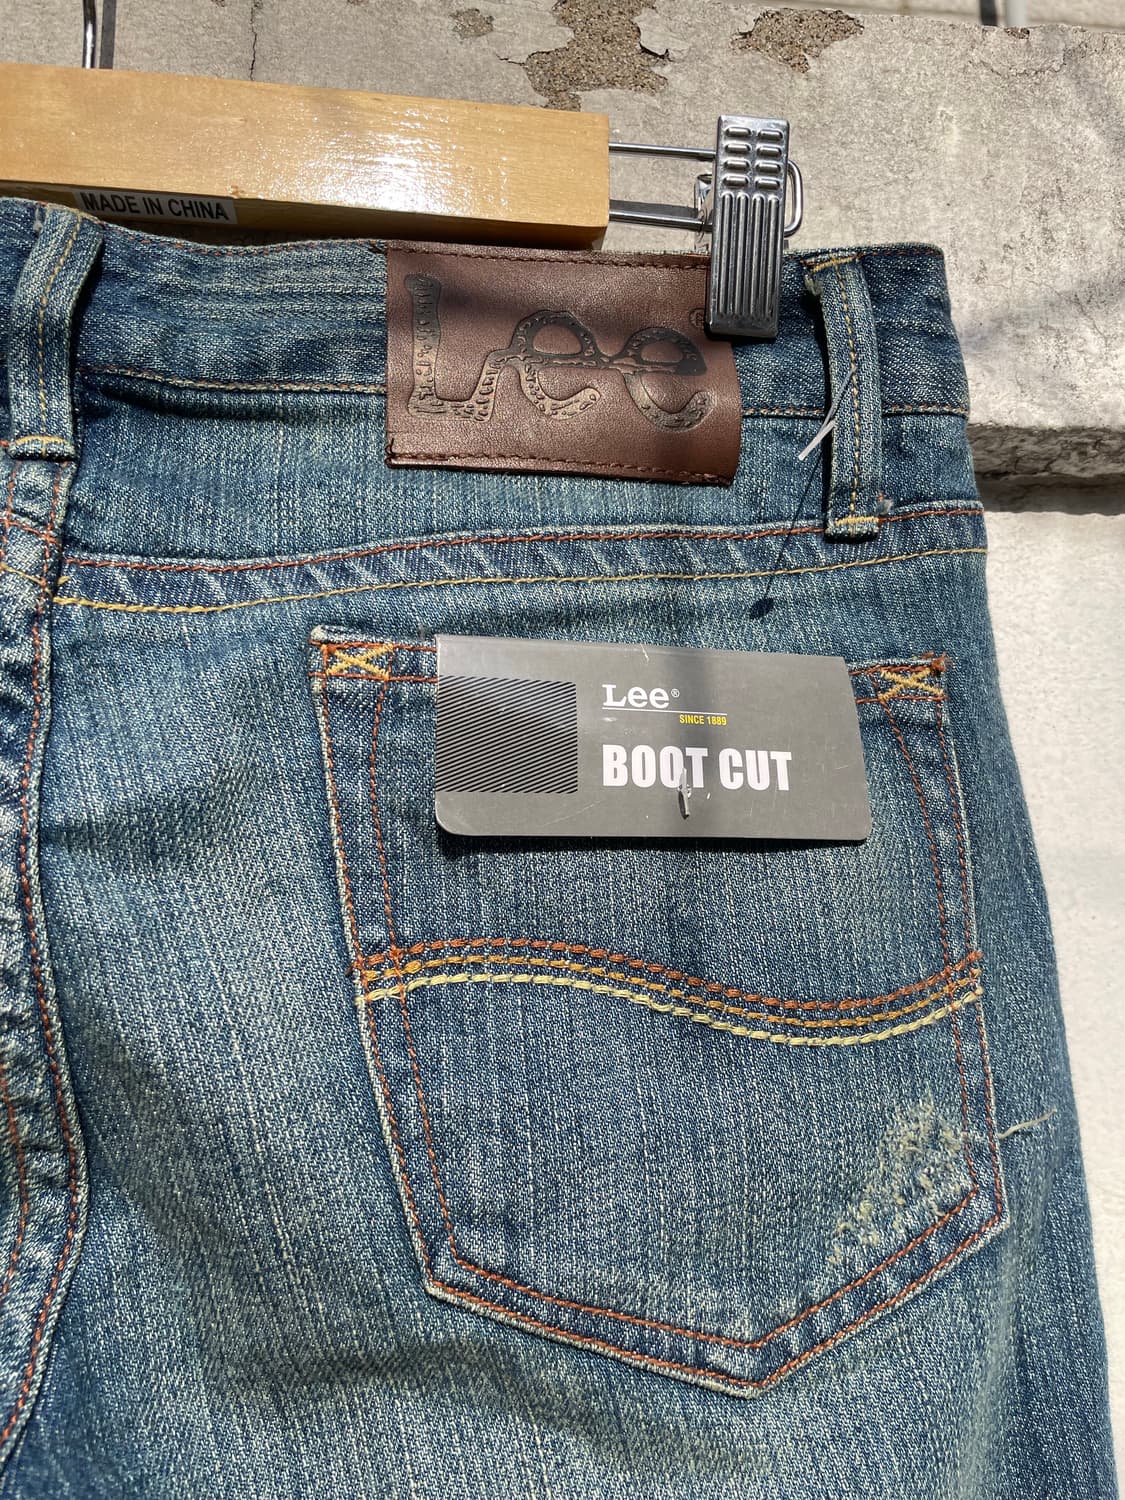 MADE IN CHINA
Lee ®
Lee®
SINCE 1889
BOOT CUT